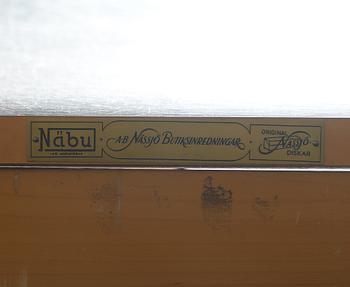 Näbu
A·B NÄSSJÖ BUTIKSINREDNINGAR
ORIGINAL
NÄSSJÖ
DISKAR